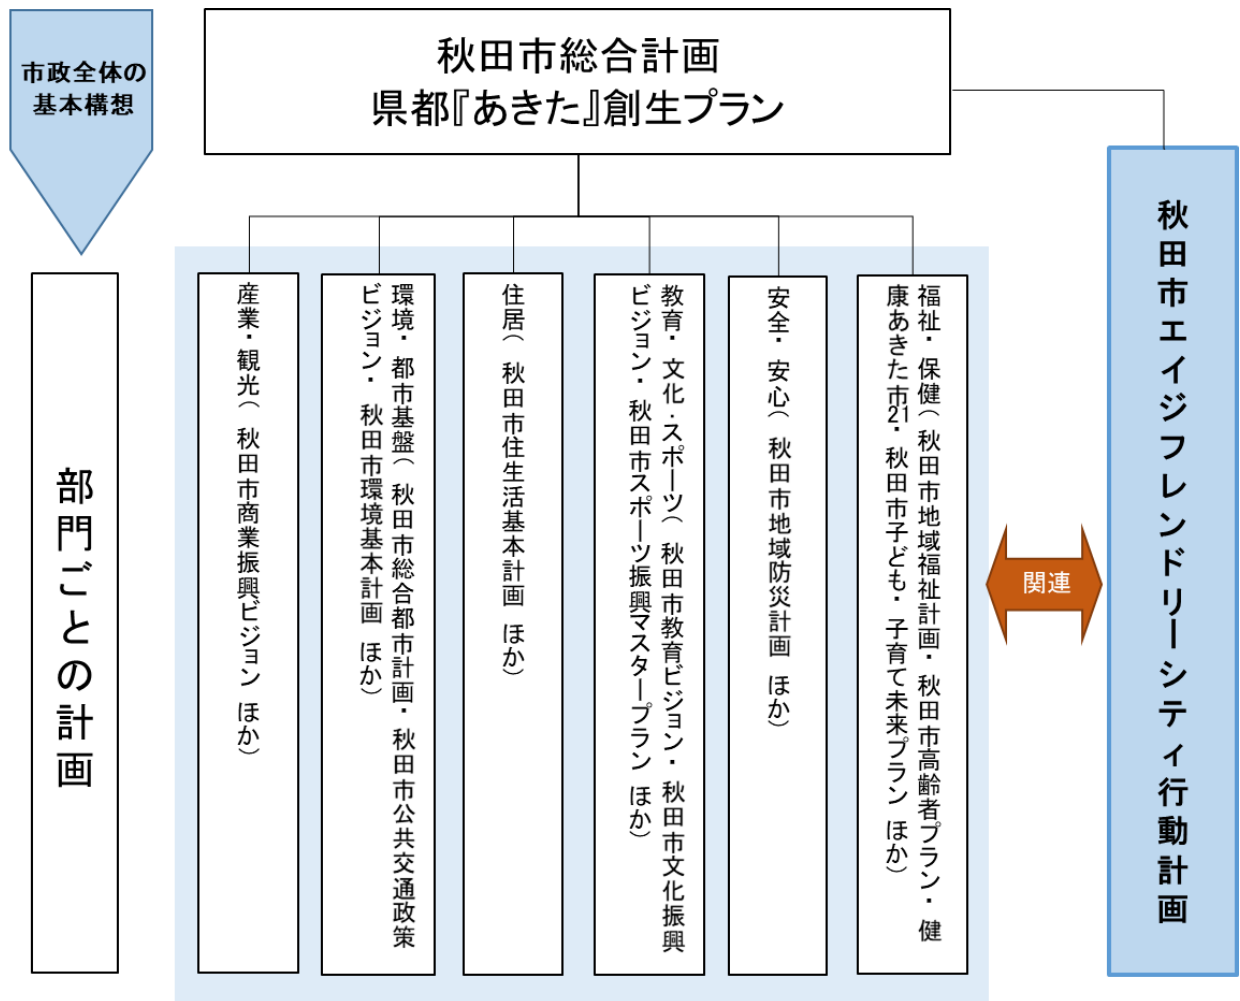 市政全体の
基本構想
秋田市総合計画
県都『あきた』創生プラン
部門ごとの計画
産業・観光（秋田市商業振興ビジョン　ほか）
環境・都市基盤（秋田市総合都市計画・秋田市公共交通政策
ビジョン・秋田市環境基本計画　ほか）
住居（秋田市住生活基本計画　ほか）
教育・文化・スポーツ（秋田市教育ビジョン・秋田市文化振興
ビジョン・秋田市スポーツ振興マスタープラン　ほか）
安全・安心（秋田市地域防災計画　ほか）
福祉・保健（秋田市地域福祉計画・秋田市高齢者プラン・健
康あきた市21・秋田市子ども・子育て未来プラン　ほか）
関連
秋田市エイジフレンドリーシティ行動計画